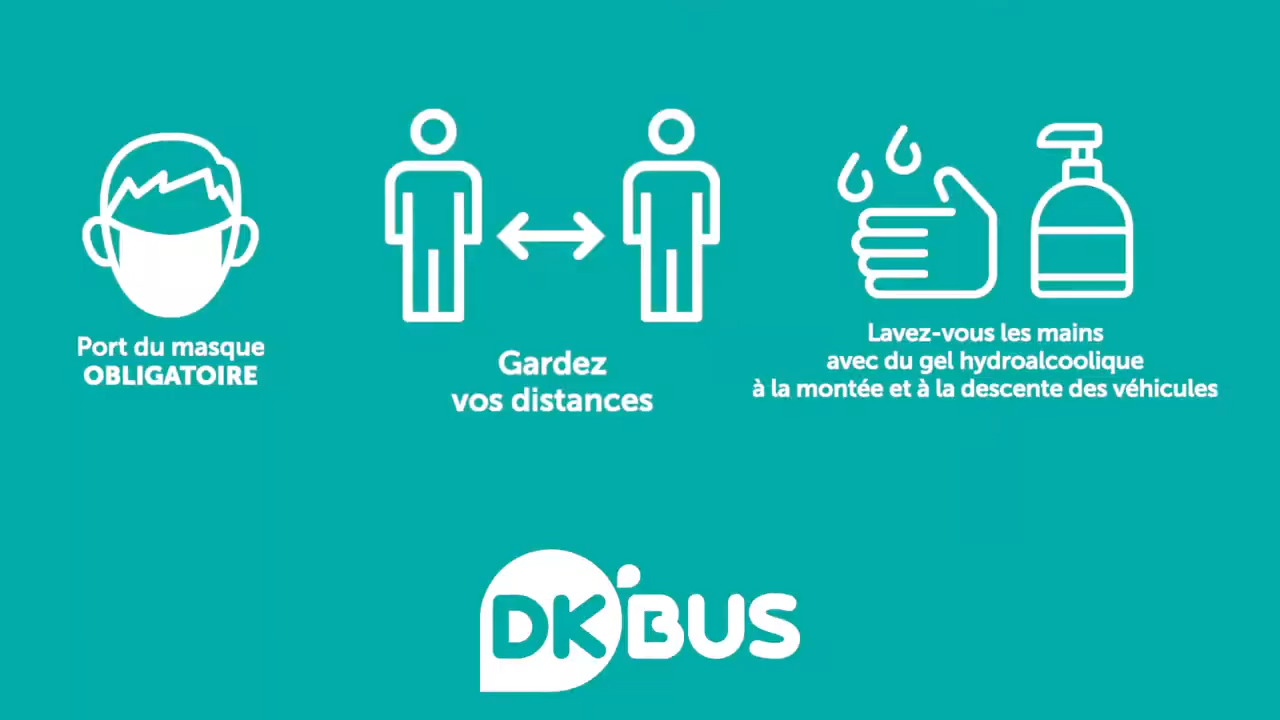 Port du masque
OBLIGATOIRE
Gardez
vos distances
Lavez-vous les mains
avec du gel hydroalcoolique
à la montée et à la descente des véhicules
DK'BUS